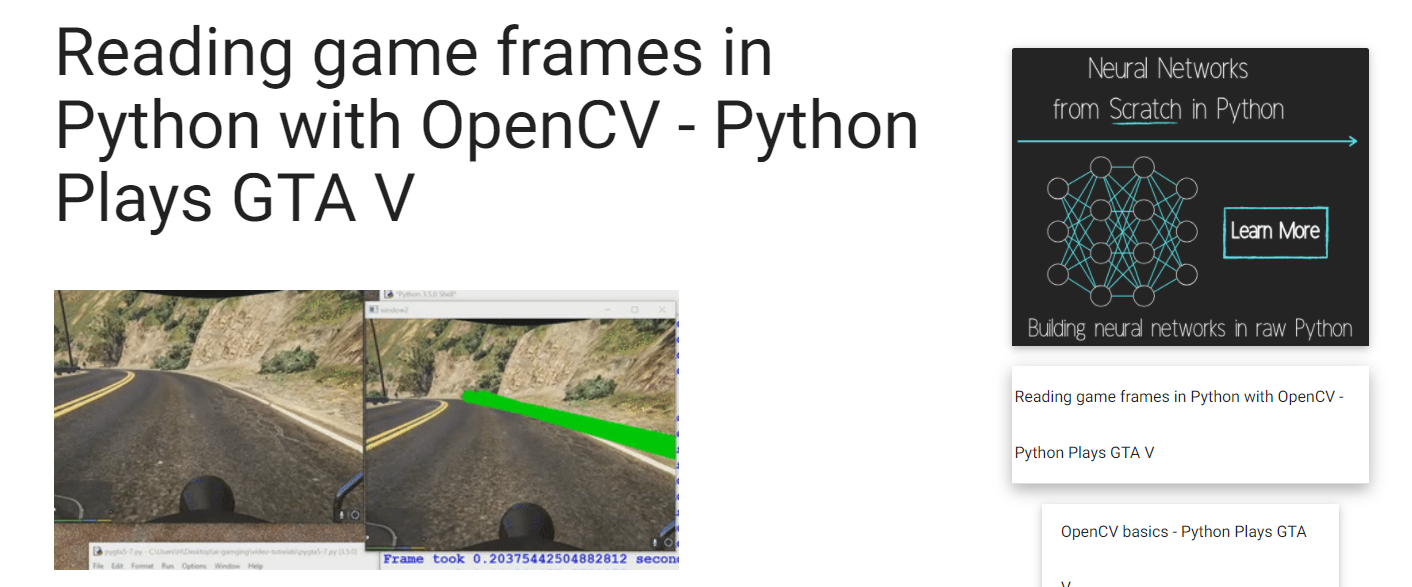 Reading game frames in
Python with OpenCV - Python
Plays GTA V
*Python 3.5.0 Shell*
window2
pygta5-7.py - C:\Users\H\Desktop\ai-gamging\video-tutorials\pygta5-7.py (3.5.0)
File Edit Format Run Options Window Help
Frame took 0.20375442504882812 secon
Neural Networks
from Scratch in Python
Learn More
Building neural networks in raw Python
Reading game frames in Python with OpenCV -
Python Plays GTA V
OpenCV basics - Python Plays GTA
V